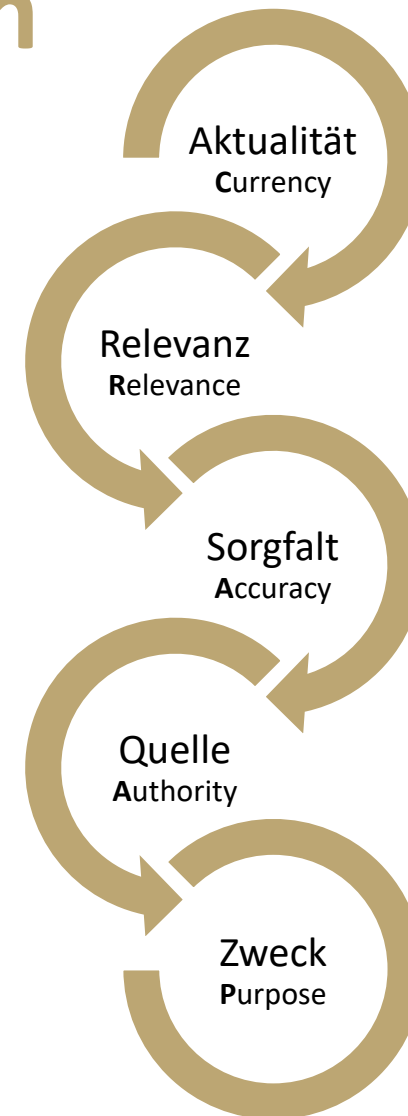 n
Aktualität
Currency
Relevanz
Relevance
Sorgfalt
Accuracy
Quelle
Authority
Zweck
Purpose